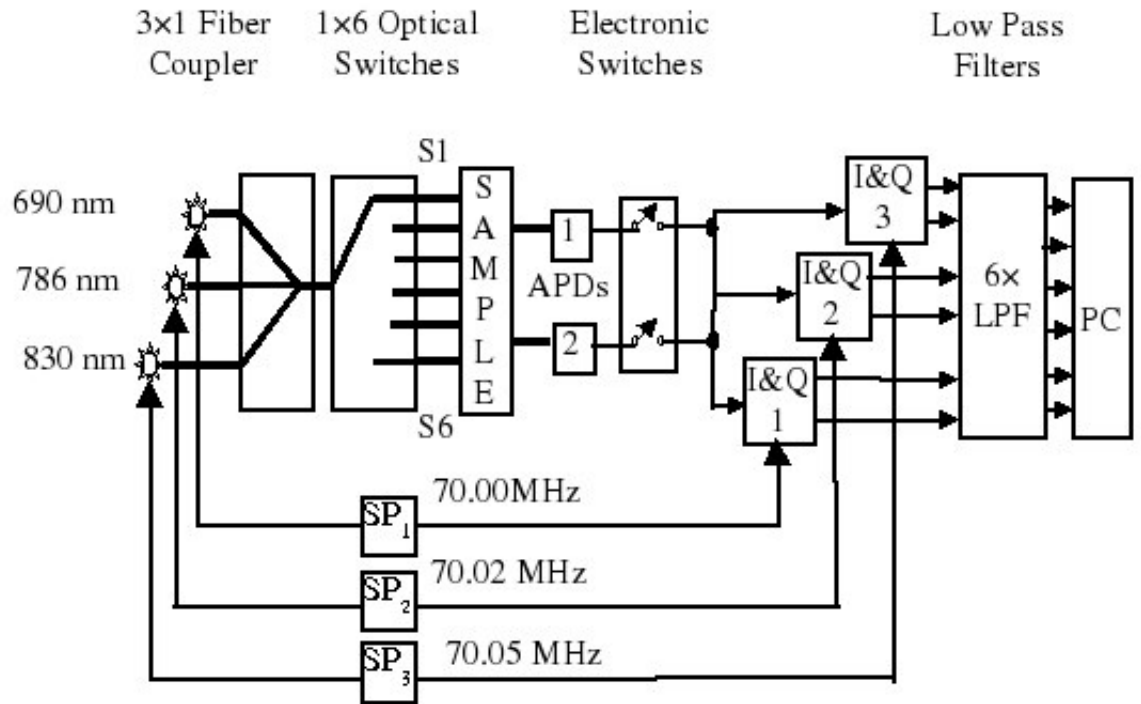 3×1 Fiber
Coupler
1×6 Optical
Switches
Electronic
Switches
Low Pass
Filters
S1
690 nm
786 nm
830 nm
S
A
M
P
L
E
1
APDs
2
I&Q
3
I&Q
2
I&Q
1
6×
LPF
PC
S6
70.00MHz
SP1
70.02 MHz
SP2
70.05 MHz
SP3